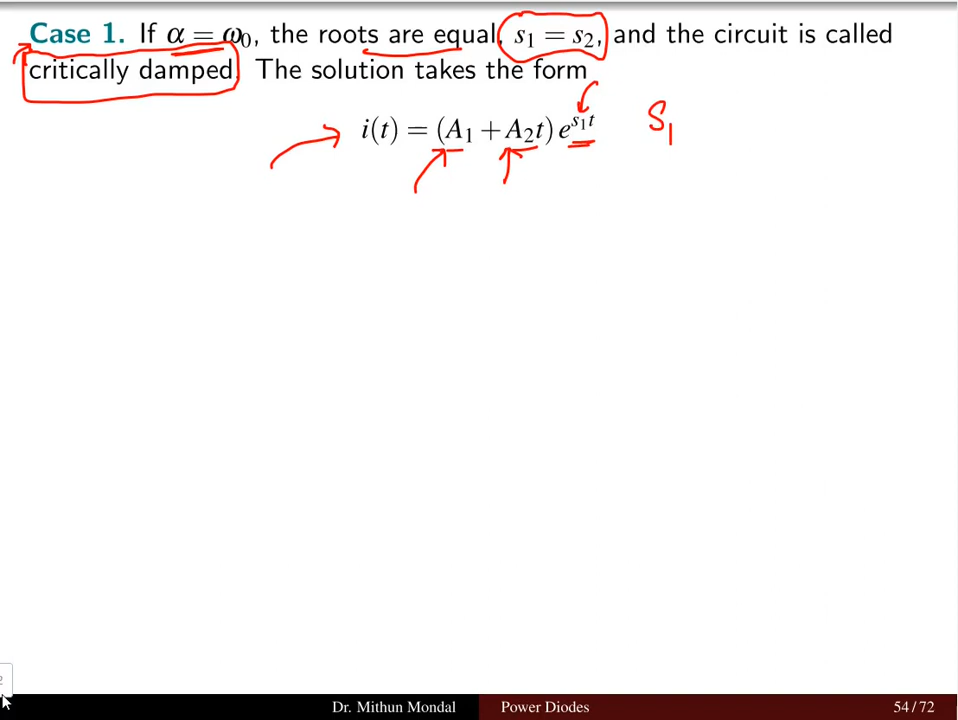 Case 1. If α = ω₀, the roots are equal, s₁ = s₂, and the circuit is called
critically damped. The solution takes the form
i(t) = (A₁ + A₂t) e^{s₁t} S₁
2
Dr. Mithun Mondal Power Diodes 54 / 72